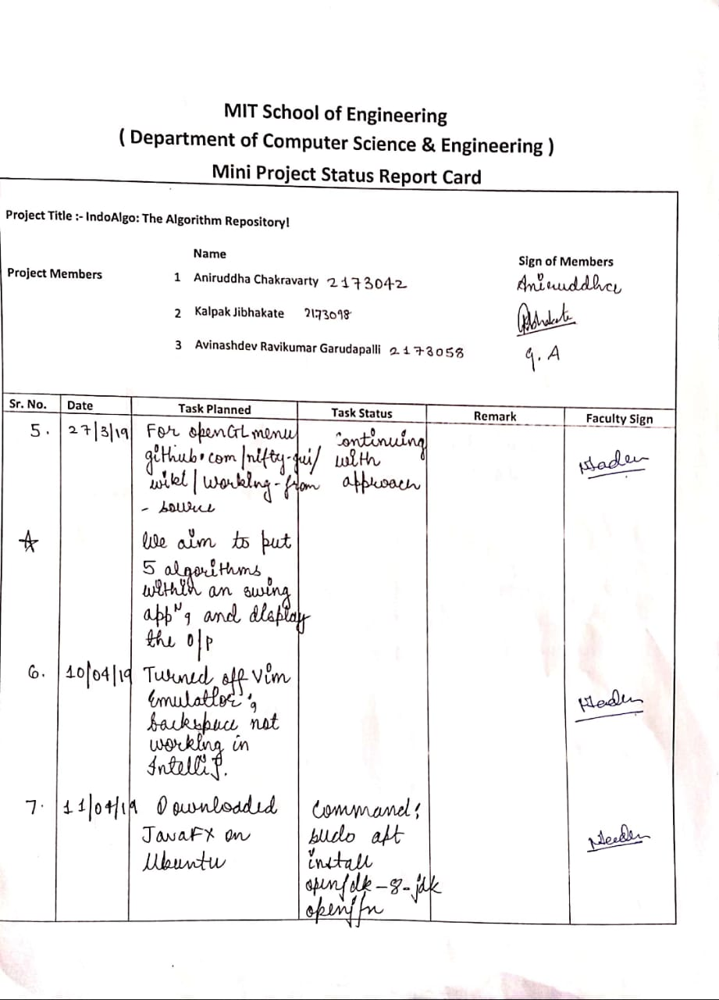 MIT School of Engineering
( Department of Computer Science & Engineering )
Mini Project Status Report Card
Project Title :- IndoAlgo: The Algorithm Repository!
Name
Sign of Members
Project Members
1 Aniruddha Chakravarty 2173042
Aniruddha
2 Kalpak Jibhakate 2173098
3 Avinashdev Ravikumar Garudapalli 2173058
G. A
Sr. No. Date Task Planned Task Status Remark Faculty Sign
5. 27/3/19 For openGL menu
github.com/nifty-gui/
wiki/working-from
- source
Continuing
with
approach
☆ We aim to put
5 algorithms
within an swing
appⁿ, and display
the o/p
6. 10/04/19 Turned off Vim
Emulator,
backspace not
working in
IntelliJ.
7. 11/04/19 Downloaded
JavaFX on
Ubuntu
Command:
sudo apt
install
openjdk-8-jdk
openjfx